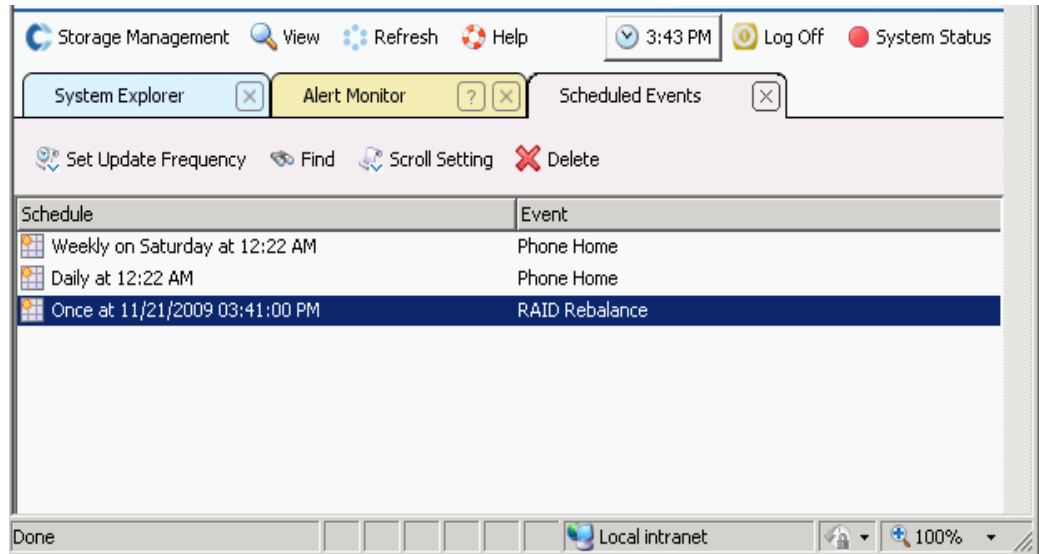 Storage Management View Refresh Help 3:43 PM Log Off System Status
System Explorer Alert Monitor ? Scheduled Events
Set Update Frequency Find Scroll Setting Delete
Schedule Event
Weekly on Saturday at 12:22 AM Phone Home
Daily at 12:22 AM Phone Home
Once at 11/21/2009 03:41:00 PM RAID Rebalance
Done Local intranet 100%